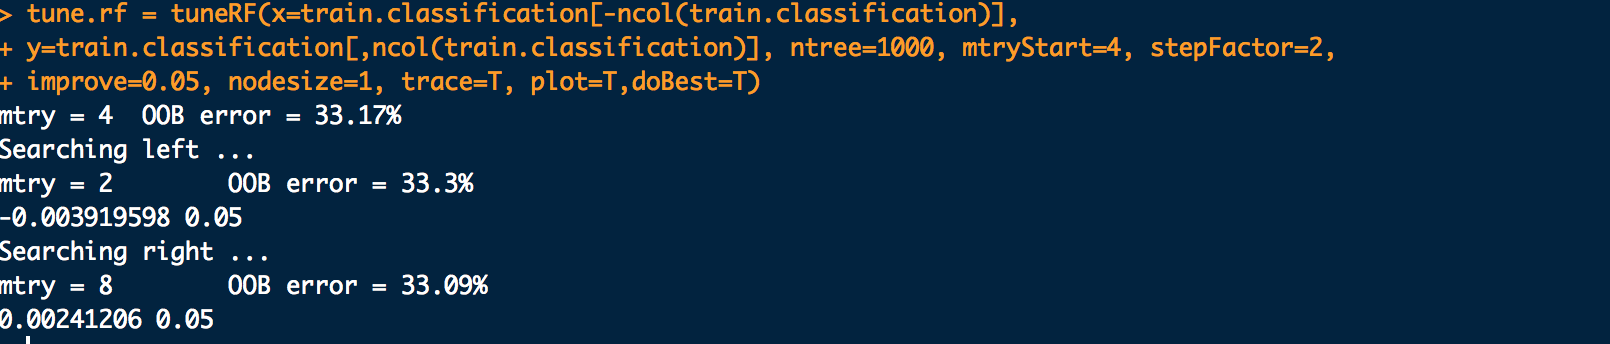 > tune.rf = tuneRF(x=train.classification[-ncol(train.classification)],
+ y=train.classification[,ncol(train.classification)], ntree=1000, mtryStart=4, stepFactor=2,
+ improve=0.05, nodesize=1, trace=T, plot=T,doBest=T)
mtry = 4  OOB error = 33.17%
Searching left ...
mtry = 2        OOB error = 33.3%
-0.003919598 0.05
Searching right ...
mtry = 8        OOB error = 33.09%
0.00241206 0.05